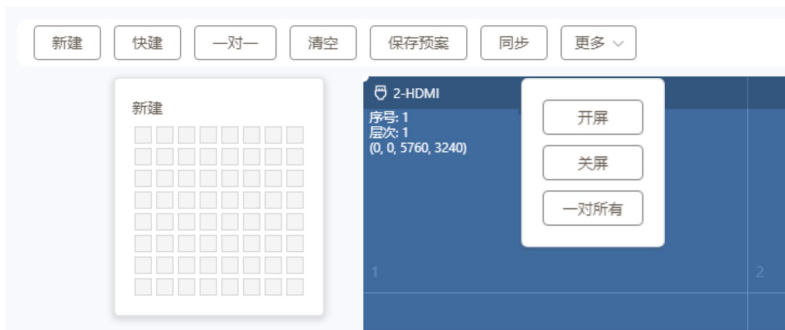 新建 快建 一对一 清空 保存预案 同步 更多
新建
2-HDMI
序号: 1
层次: 1
(0, 0, 5760, 3240)
开屏
关屏
一对所有
1 2